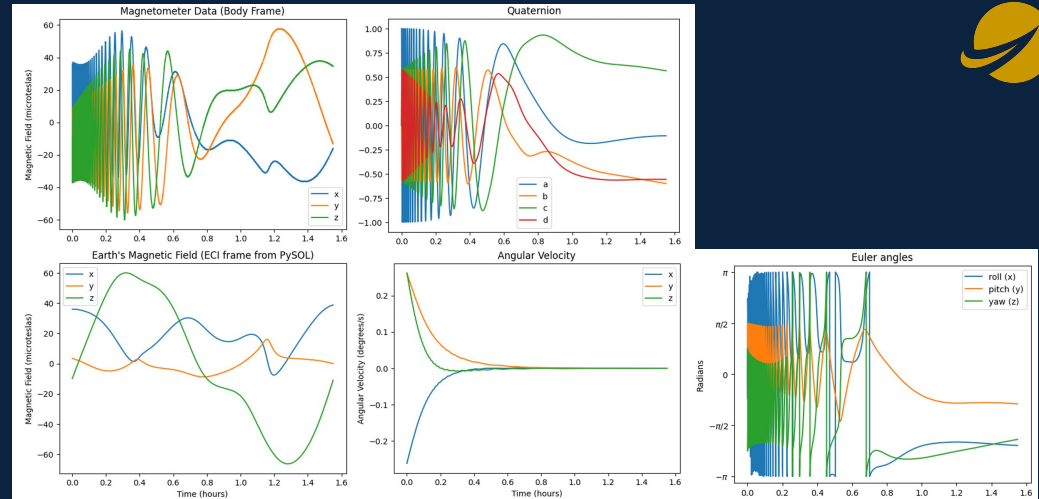 Magnetometer Data (Body Frame)
Magnetic Field (microteslas)
60
40
20
0
−20
−40
−60
0.0 0.2 0.4 0.6 0.8 1.0 1.2 1.4 1.6
x
y
z
Quaternion
1.00
0.75
0.50
0.25
0.00
−0.25
−0.50
−0.75
−1.00
0.0 0.2 0.4 0.6 0.8 1.0 1.2 1.4 1.6
a
b
c
d
Earth's Magnetic Field (ECI frame from PySOL)
Magnetic Field (microteslas)
60
40
20
0
−20
−40
−60
0.0 0.2 0.4 0.6 0.8 1.0 1.2 1.4 1.6
Time (hours)
x
y
z
Angular Velocity
Angular Velocity (degrees/s)
0.2
0.1
0.0
−0.1
−0.2
0.0 0.2 0.4 0.6 0.8 1.0 1.2 1.4 1.6
Time (hours)
x
y
z
Euler angles
Radians
π
π/2
0
−π/2
−π
0.0 0.2 0.4 0.6 0.8 1.0 1.2 1.4 1.6
Time (hours)
roll (x)
pitch (y)
yaw (z)